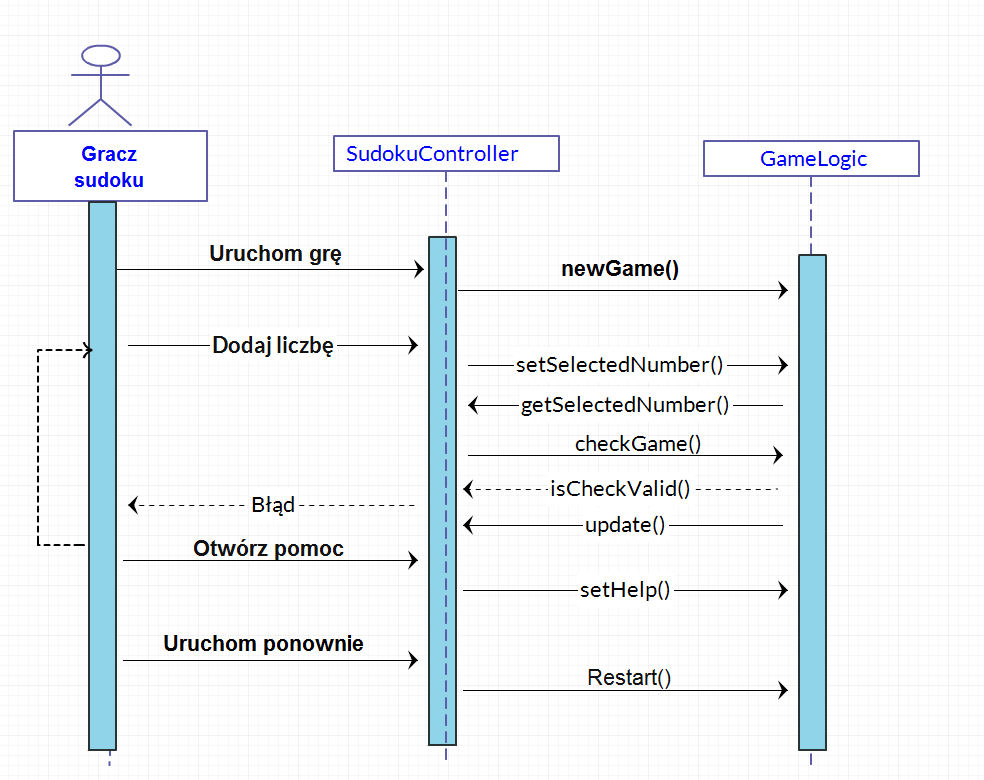 Gracz
sudoku
SudokuController
GameLogic
Uruchom grę
newGame()
Dodaj liczbę
setSelectedNumber()
getSelectedNumber()
checkGame()
isCheckValid()
Błąd
update()
Otwórz pomoc
setHelp()
Uruchom ponownie
Restart()